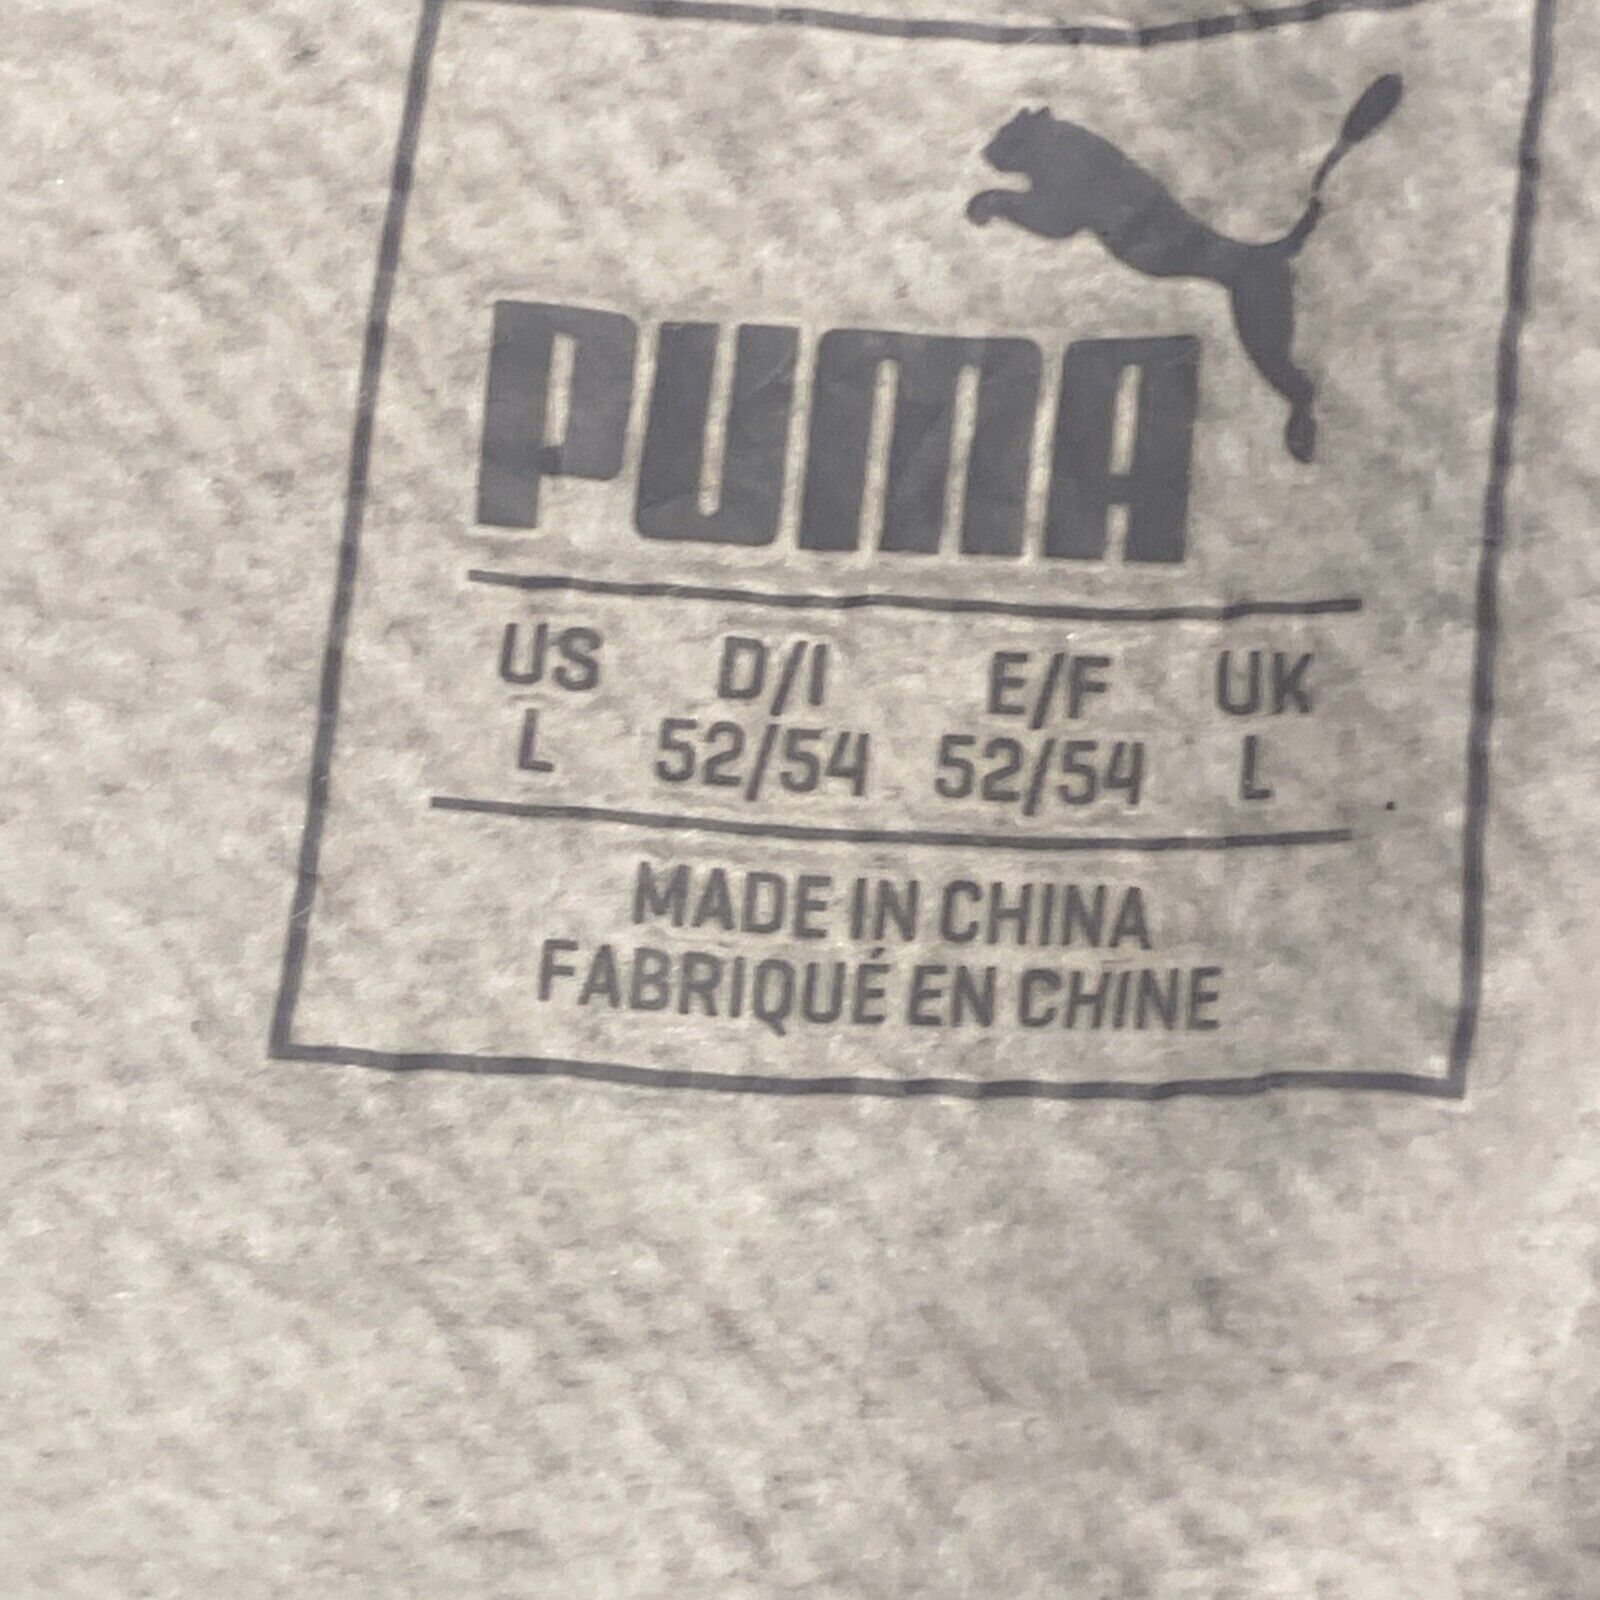 PUMA
US D/I E/F UK
L 52/54 52/54 L
MADE IN CHINA
FABRIQUÉ EN CHINE